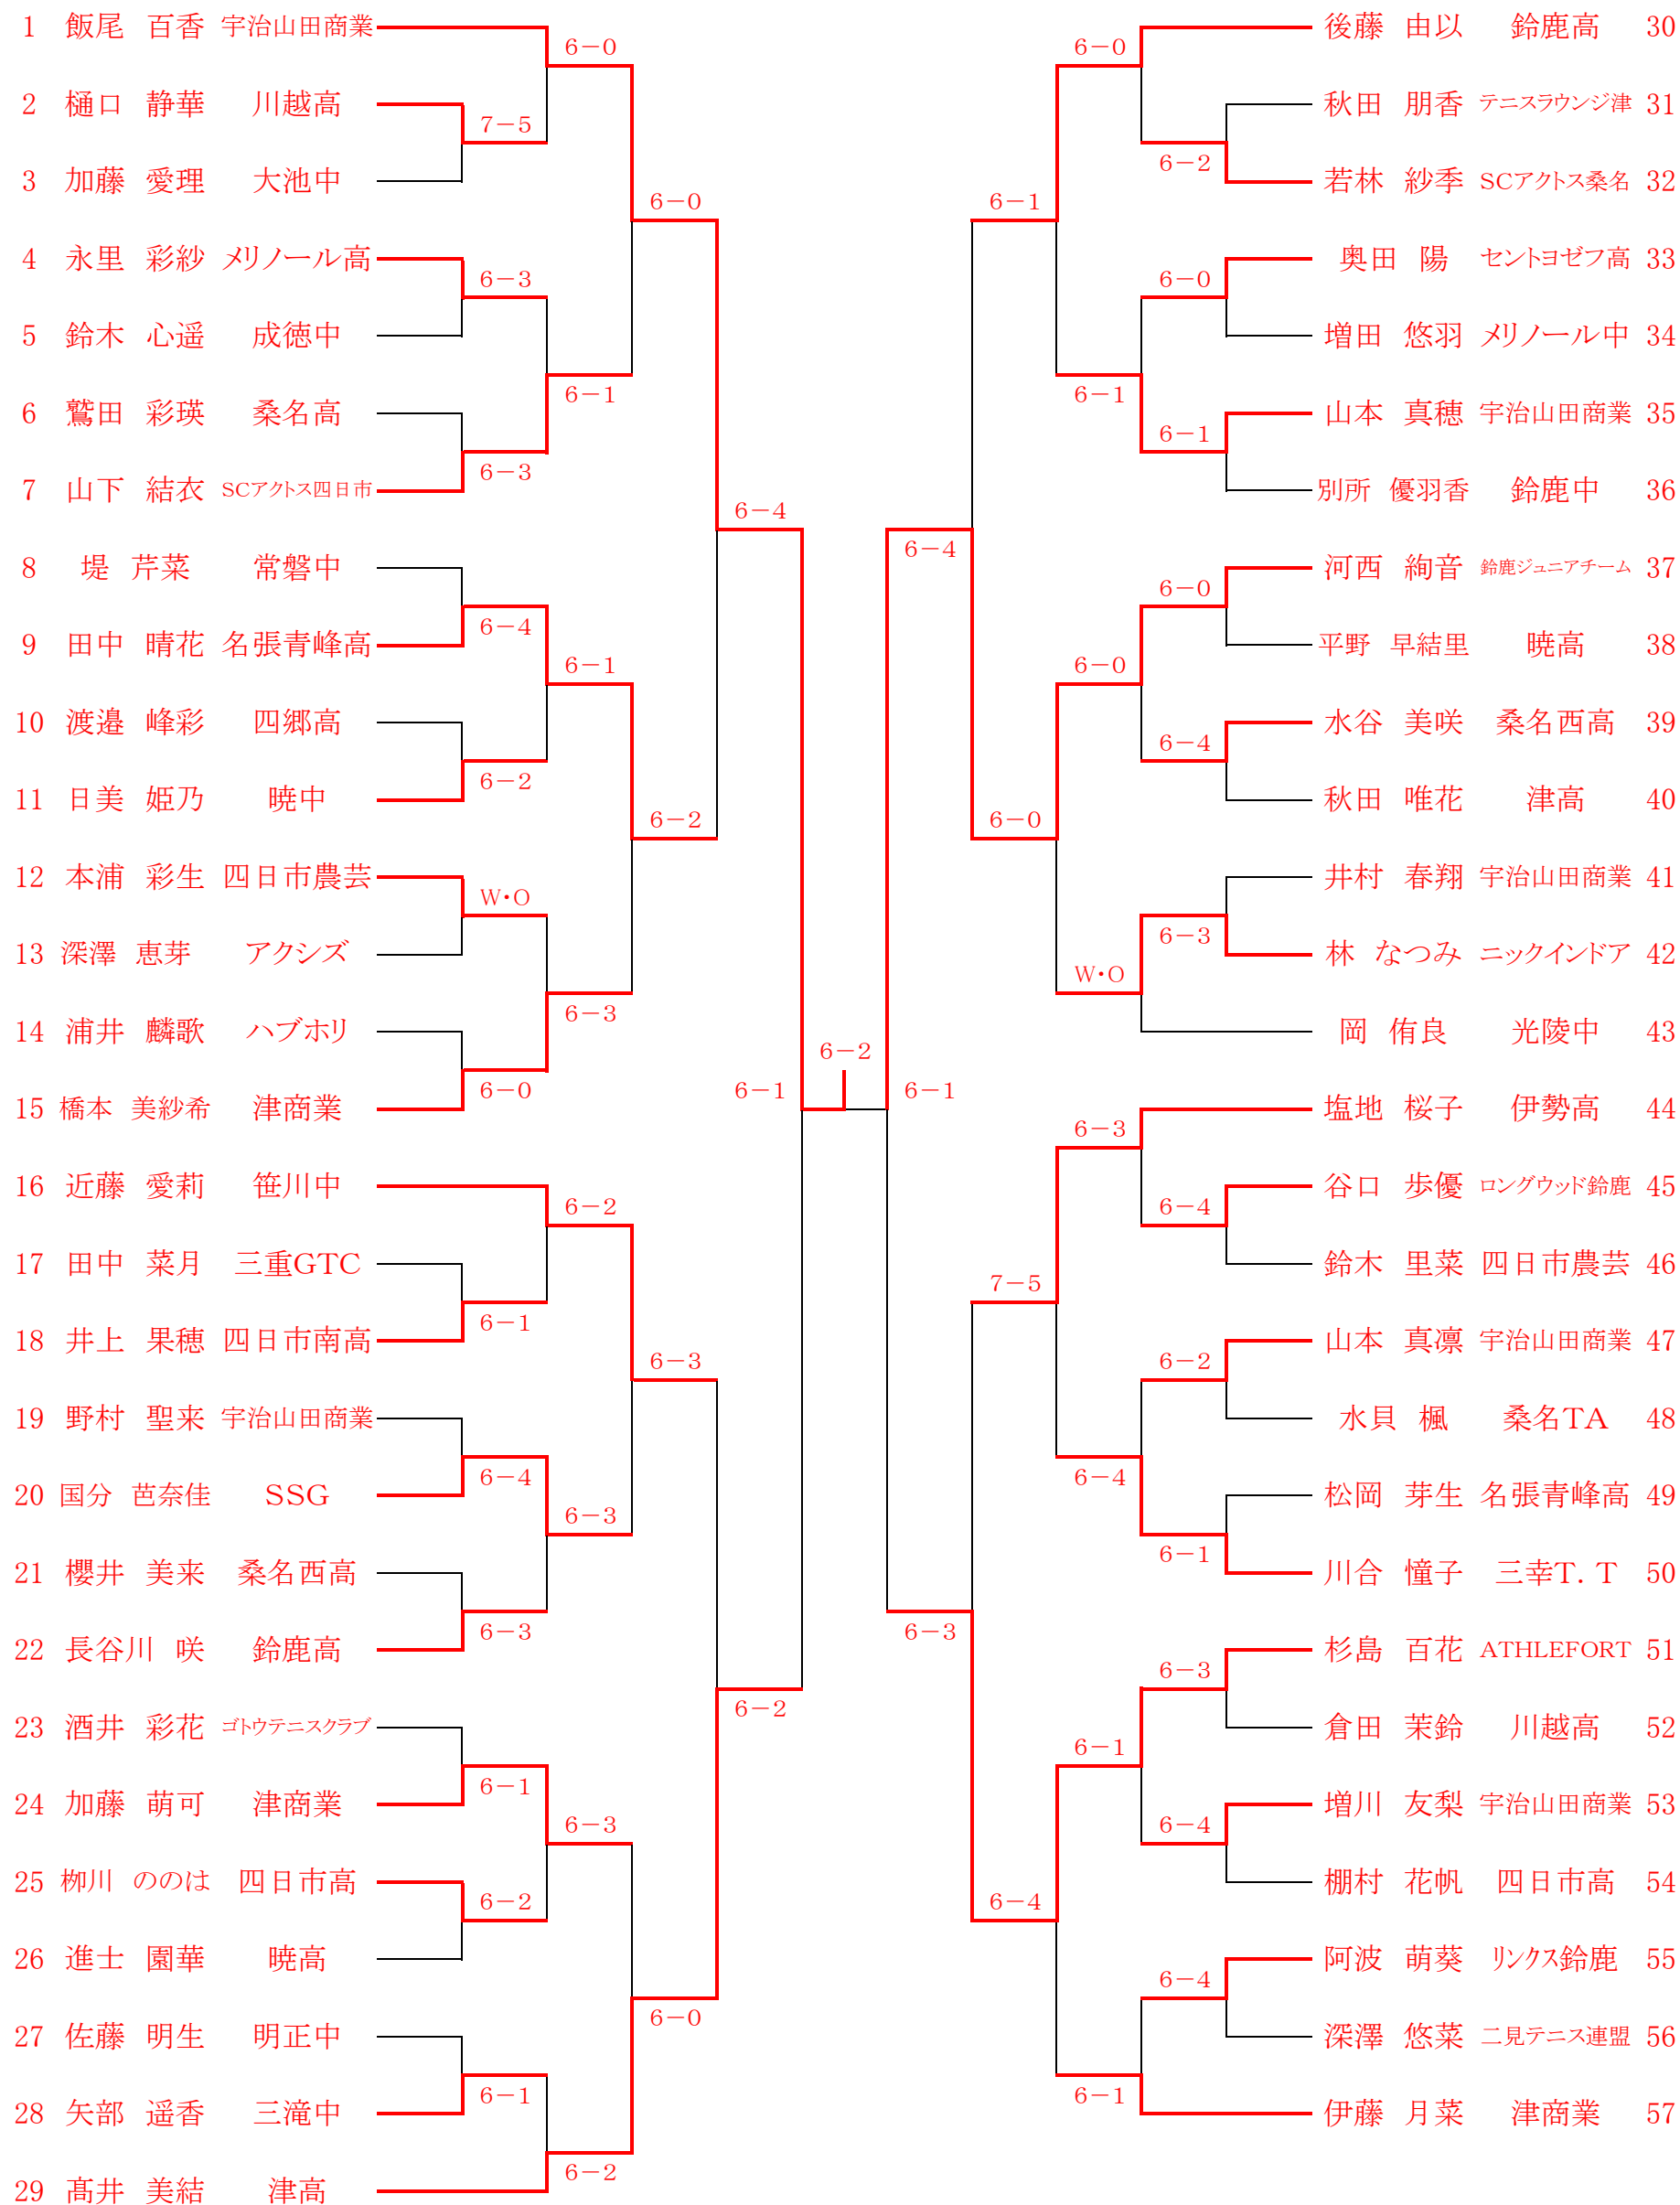 1 飯尾 百香 宇治山田商業
2 樋口 静華 川越高
3 加藤 愛理 大池中
4 永里 彩紗 メリノール高
5 鈴木 心遥 成徳中
6 鷲田 彩瑛 桑名高
7 山下 結衣 SCアクトス四日市
8 堤 芹菜 常磐中
9 田中 晴花 名張青峰高
10 渡邉 峰彩 四郷高
11 日美 姫乃 暁中
12 本浦 彩生 四日市農芸
13 深澤 恵芽 アクシズ
14 浦井 麟歌 ハブホリ
15 橋本 美紗希 津商業
16 近藤 愛莉 笹川中
17 田中 菜月 三重GTC
18 井上 果穂 四日市南高
19 野村 聖来 宇治山田商業
20 国分 芭奈佳 SSG
21 櫻井 美来 桑名西高
22 長谷川 咲 鈴鹿高
23 酒井 彩花 ゴトウテニスクラブ
24 加藤 萌可 津商業
25 栁川 ののは 四日市高
26 進士 園華 暁高
27 佐藤 明生 明正中
28 矢部 遥香 三滝中
29 髙井 美結 津高
6-0
7-5
6-3
6-1
6-3
6-0
6-4
6-1
6-2
W・O
6-3
6-0
6-2
6-4
6-2
6-1
6-4
6-3
6-3
6-3
6-1
6-3
6-2
6-1
6-2
6-0
6-2
6-1
6-2
6-1
6-0
6-2
6-1
6-0
6-1
6-1
6-4
6-0
6-0
6-4
6-0
6-3
W・O
6-3
6-4
7-5
6-2
6-4
6-1
6-3
6-3
6-1
6-4
6-4
6-4
6-1
後藤 由以 鈴鹿高 30
秋田 朋香 テニスラウンジ津 31
若林 紗季 SCアクトス桑名 32
奥田 陽 セントヨゼフ高 33
増田 悠羽 メリノール中 34
山本 真穂 宇治山田商業 35
別所 優羽香 鈴鹿中 36
河西 絢音 鈴鹿ジュニアチーム 37
平野 早結里 暁高 38
水谷 美咲 桑名西高 39
秋田 唯花 津高 40
井村 春翔 宇治山田商業 41
林 なつみ ニックインドア 42
岡 侑良 光陵中 43
塩地 桜子 伊勢高 44
谷口 歩優 ロングウッド鈴鹿 45
鈴木 里菜 四日市農芸 46
山本 真凛 宇治山田商業 47
水貝 楓 桑名TA 48
松岡 芽生 名張青峰高 49
川合 憧子 三幸T．T 50
杉島 百花 ATHLEFORT 51
倉田 茉鈴 川越高 52
増川 友梨 宇治山田商業 53
棚村 花帆 四日市高 54
阿波 萌葵 リンクス鈴鹿 55
深澤 悠菜 二見テニス連盟 56
伊藤 月菜 津商業 57